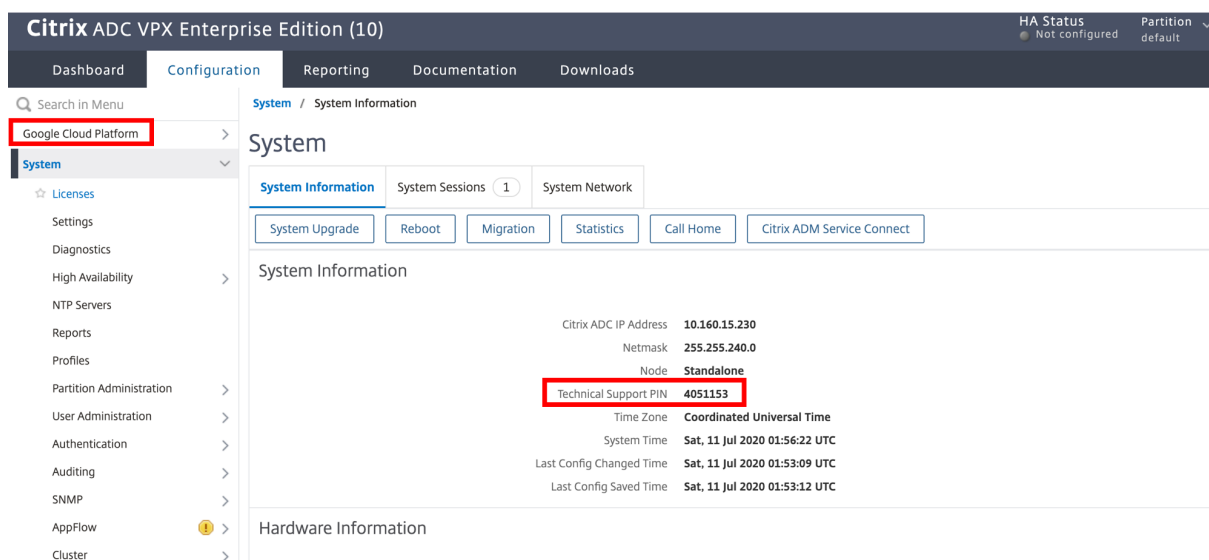 Citrix ADC VPX Enterprise Edition (10)
HA Status
Not configured
Partition
default
Dashboard Configuration Reporting Documentation Downloads
Search in Menu
Google Cloud Platform
System
Licenses
Settings
Diagnostics
High Availability
NTP Servers
Reports
Profiles
Partition Administration
User Administration
Authentication
Auditing
SNMP
AppFlow
Cluster
System / System Information
System
System Information System Sessions 1 System Network
System Upgrade Reboot Migration Statistics Call Home Citrix ADM Service Connect
System Information
Citrix ADC IP Address 10.160.15.230
Netmask 255.255.240.0
Node Standalone
Technical Support PIN 4051153
Time Zone Coordinated Universal Time
System Time Sat, 11 Jul 2020 01:56:22 UTC
Last Config Changed Time Sat, 11 Jul 2020 01:53:09 UTC
Last Config Saved Time Sat, 11 Jul 2020 01:53:12 UTC
Hardware Information